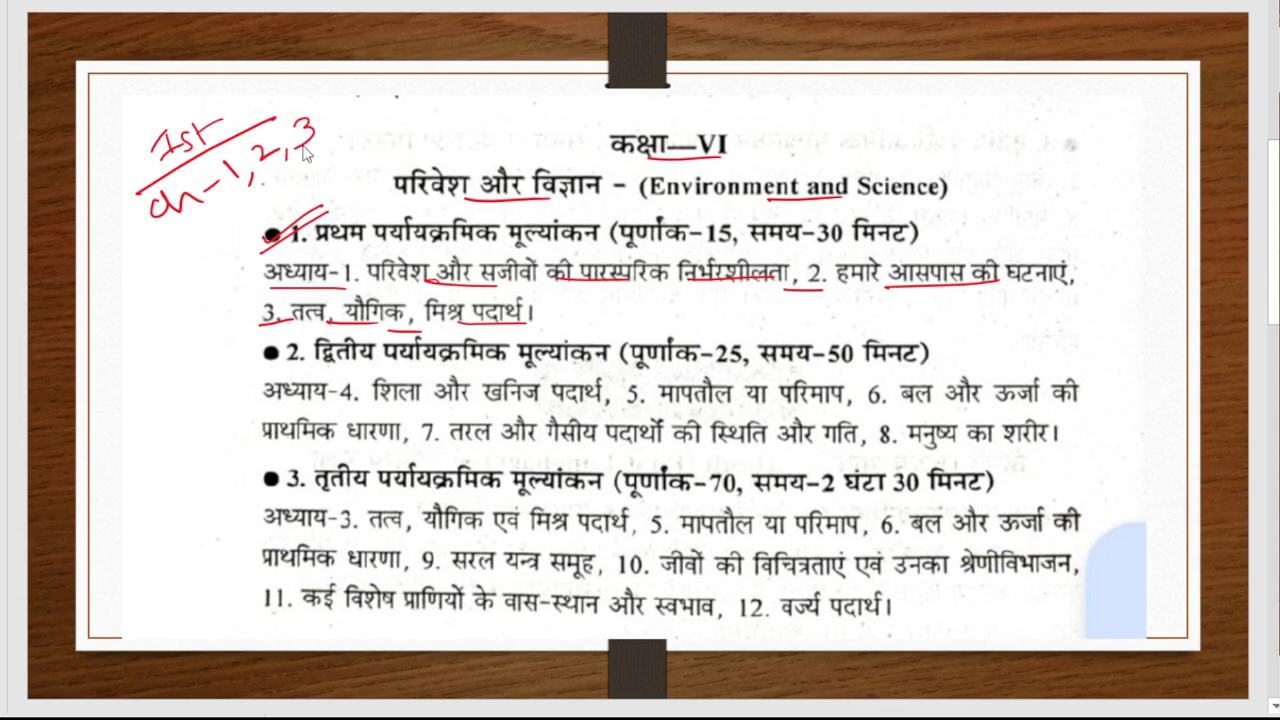 1st
ch-1, 2, 3
कक्षा—VI
परिवेश और विज्ञान - (Environment and Science)
● 1. प्रथम पर्यायक्रमिक मूल्यांकन (पूर्णांक-15, समय-30 मिनट)
अध्याय-1. परिवेश और सजीवों की पारस्परिक निर्भरशीलता, 2. हमारे आसपास की घटनाएं,
3. तत्व, यौगिक, मिश्र पदार्थ।
● 2. द्वितीय पर्यायक्रमिक मूल्यांकन (पूर्णांक-25, समय-50 मिनट)
अध्याय-4. शिला और खनिज पदार्थ, 5. मापतौल या परिमाप, 6. बल और ऊर्जा की
प्राथमिक धारणा, 7. तरल और गैसीय पदार्थों की स्थिति और गति, 8. मनुष्य का शरीर।
● 3. तृतीय पर्यायक्रमिक मूल्यांकन (पूर्णांक-70, समय-2 घंटा 30 मिनट)
अध्याय-3. तत्व, यौगिक एवं मिश्र पदार्थ, 5. मापतौल या परिमाप, 6. बल और ऊर्जा की
प्राथमिक धारणा, 9. सरल यन्त्र समूह, 10. जीवों की विचित्रताएं एवं उनका श्रेणीविभाजन,
11. कई विशेष प्राणियों के वास-स्थान और स्वभाव, 12. वर्ज्य पदार्थ।